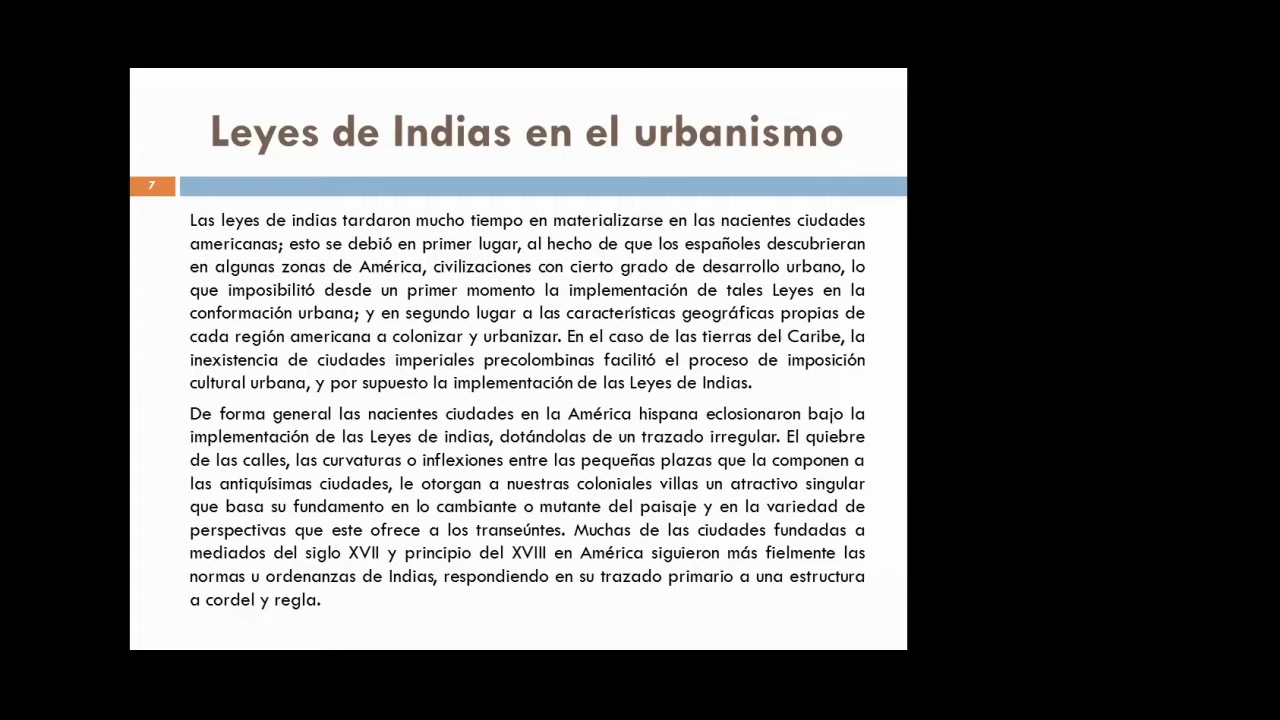 Leyes de Indias en el urbanismo
7
Las leyes de indias tardaron mucho tiempo en materializarse en las nacientes ciudades
americanas; esto se debió en primer lugar, al hecho de que los españoles descubrieran
en algunas zonas de América, civilizaciones con cierto grado de desarrollo urbano, lo
que imposibilitó desde un primer momento la implementación de tales Leyes en la
conformación urbana; y en segundo lugar a las características geográficas propias de
cada región americana a colonizar y urbanizar. En el caso de las tierras del Caribe, la
inexistencia de ciudades imperiales precolombinas facilitó el proceso de imposición
cultural urbana, y por supuesto la implementación de las Leyes de Indias.
De forma general las nacientes ciudades en la América hispana eclosionaron bajo la
implementación de las Leyes de indias, dotándolas de un trazado irregular. El quiebre
de las calles, las curvaturas o inflexiones entre las pequeñas plazas que la componen a
las antiquísimas ciudades, le otorgan a nuestras coloniales villas un atractivo singular
que basa su fundamento en lo cambiante o mutante del paisaje y en la variedad de
perspectivas que este ofrece a los transeúntes. Muchas de las ciudades fundadas a
mediados del siglo XVII y principio del XVIII en América siguieron más fielmente las
normas u ordenanzas de Indias, respondiendo en su trazado primario a una estructura
a cordel y regla.